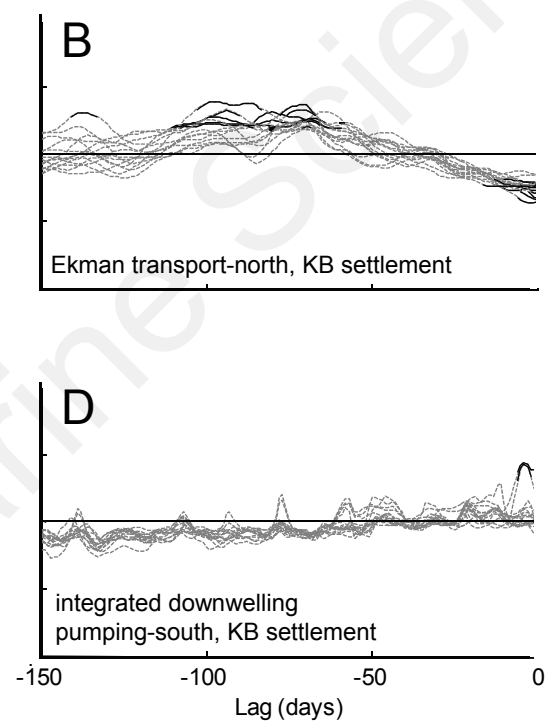 B
Ekman transport-north, KB settlement
D
integrated downwelling
pumping-south, KB settlement
-150 -100 -50 0
Lag (days)